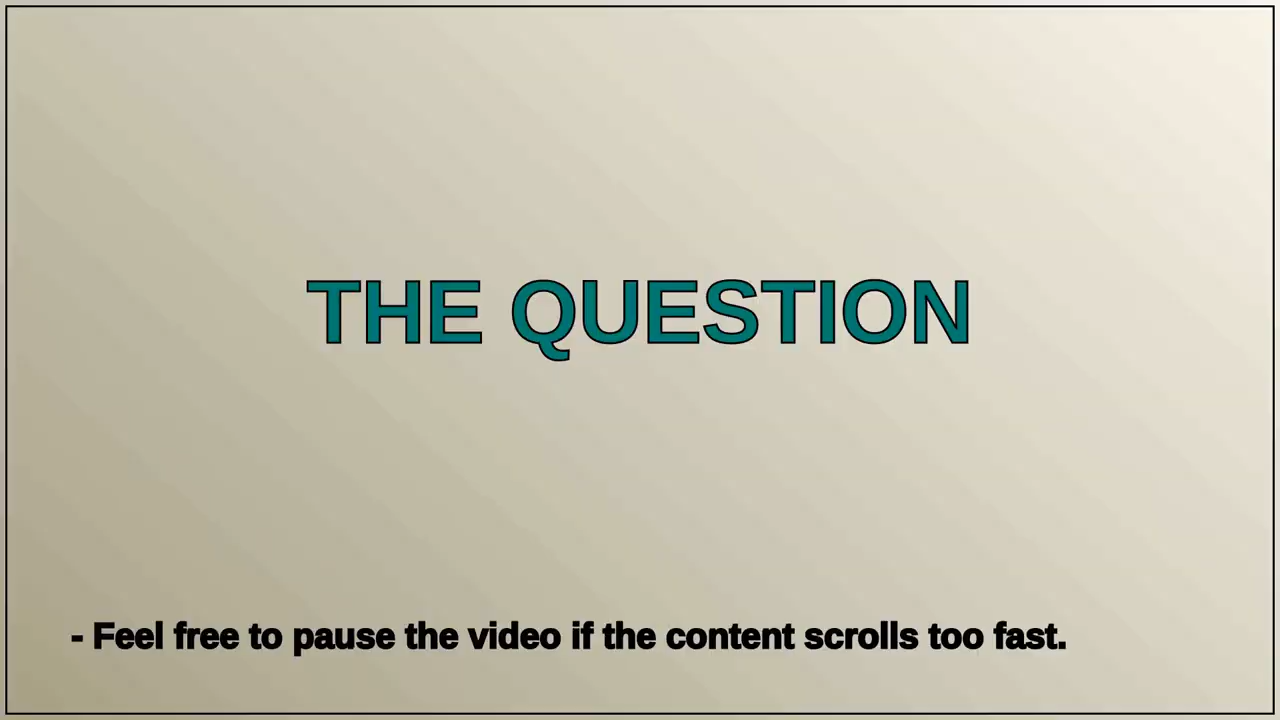 THE QUESTION
- Feel free to pause the video if the content scrolls too fast.